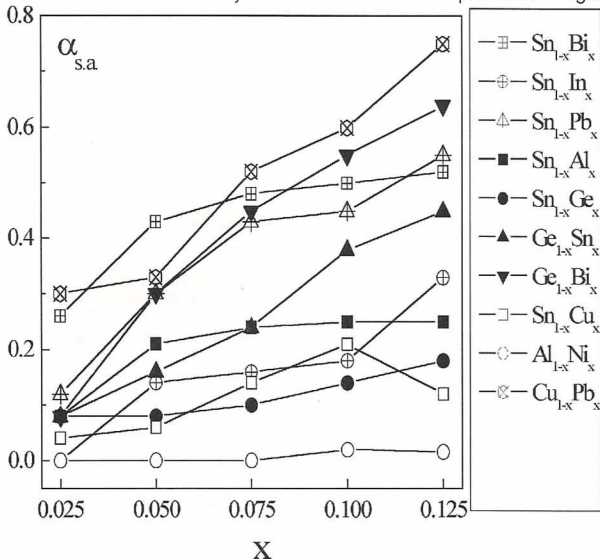 0.8
0.6
0.4
0.2
0.0
α s.a.
0.025 0.050 0.075 0.100 0.125
X
Sn1-xBix
Sn1-xInx
Sn1-xPbx
Sn1-xAlx
Sn1-xGex
Ge1-xSnx
Ge1-xBix
Sn1-xCux
Al1-xNix
Cu1-xPbx